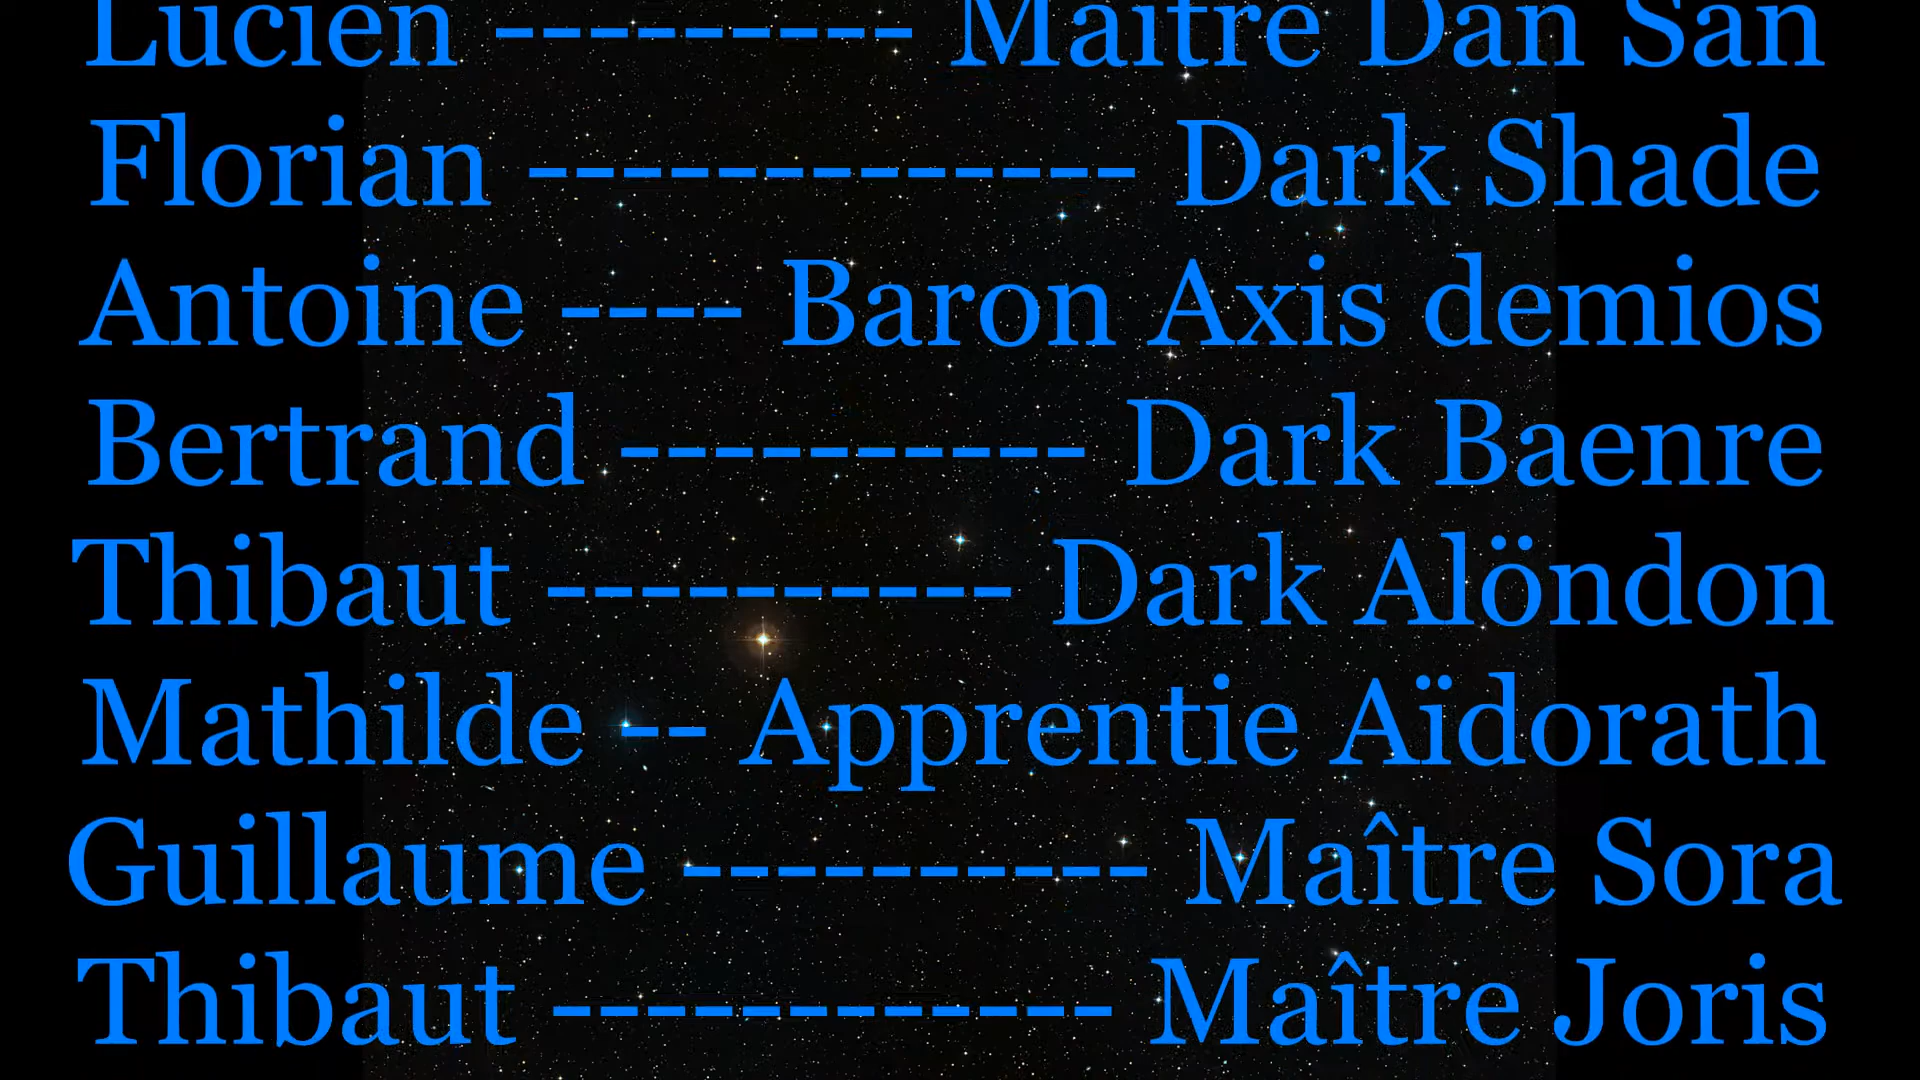 Lucien --------- Maître Dan San
Florian ------------- Dark Shade
Antoine ---- Baron Axis demios
Bertrand ---------- Dark Baenre
Thibaut ---------- Dark Alöndon
Mathilde -- Apprentie Aïdorath
Guillaume ---------- Maître Sora
Thibaut ------------ Maître Joris